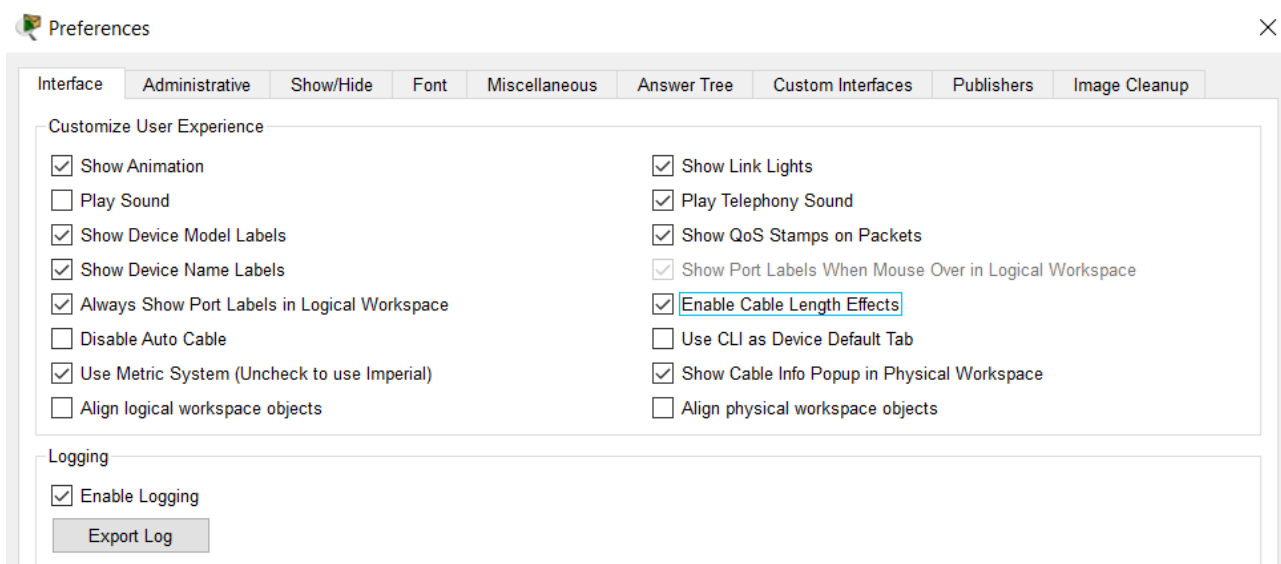 Preferences
Interface Administrative Show/Hide Font Miscellaneous Answer Tree Custom Interfaces Publishers Image Cleanup
Customize User Experience
Show Animation Show Link Lights
Play Sound Play Telephony Sound
Show Device Model Labels Show QoS Stamps on Packets
Show Device Name Labels Show Port Labels When Mouse Over in Logical Workspace
Always Show Port Labels in Logical Workspace Enable Cable Length Effects
Disable Auto Cable Use CLI as Device Default Tab
Use Metric System (Uncheck to use Imperial) Show Cable Info Popup in Physical Workspace
Align logical workspace objects Align physical workspace objects
Logging
Enable Logging
Export Log